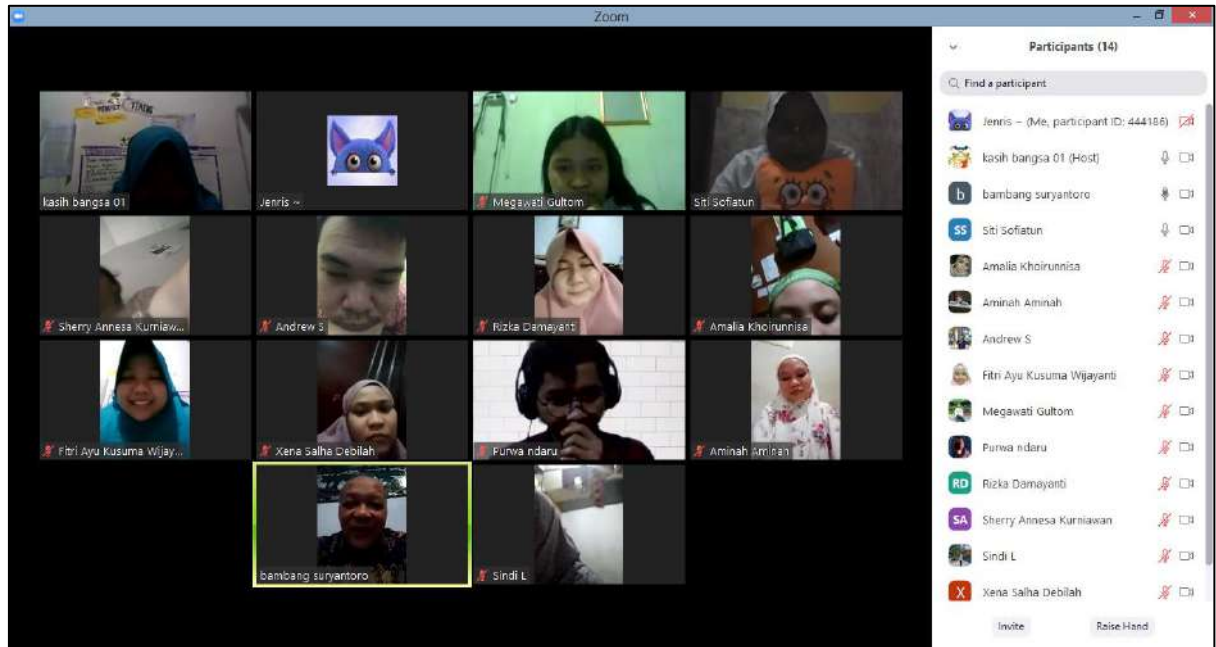 Zoom
kasih bangsa 01
Jenris ~
Megawati Gultom
Siti Sofiatun
Sherry Annesa Kurniaw...
Andrew S
Rizka Damayanti
Amalia Khoirunnisa
Fitri Ayu Kusuma Wijay...
Xena Salha Debilah
Purwa ndaru
Aminah Aminah
bambang suryantoro
Sindi L
Participants (14)
Find a participant
Jenris ~ (Me, participant ID: 444186)
kasih bangsa 01 (Host)
b bambang suryantoro
SS Siti Sofiatun
Amalia Khoirunnisa
Aminah Aminah
Andrew S
Fitri Ayu Kusuma Wijayanti
Megawati Gultom
Purwa ndaru
RD Rizka Damayanti
SA Sherry Annesa Kurniawan
Sindi L
X Xena Salha Debilah
Invite Raise Hand